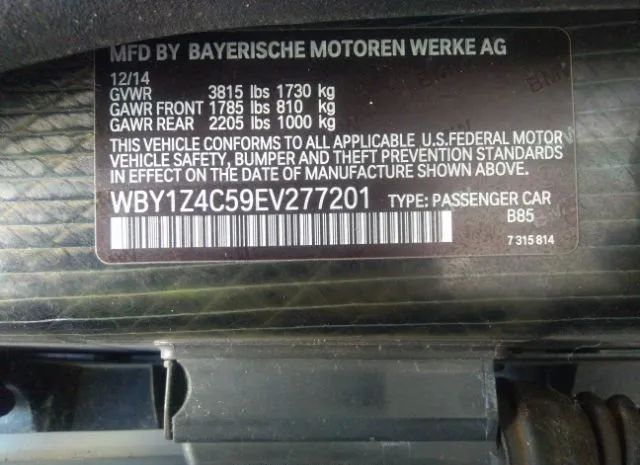 MFD BY BAYERISCHE MOTOREN WERKE AG
12/14
GVWR 3815 lbs 1730 kg
GAWR FRONT 1785 lbs 810 kg
GAWR REAR 2205 lbs 1000 kg
THIS VEHICLE CONFORMS TO ALL APPLICABLE U.S.FEDERAL MOTOR
VEHICLE SAFETY, BUMPER AND THEFT PREVENTION STANDARDS
IN EFFECT ON THE DATE OF MANUFACTURE SHOWN ABOVE.
WBY1Z4C59EV277201 TYPE: PASSENGER CAR
B85
7 315 814